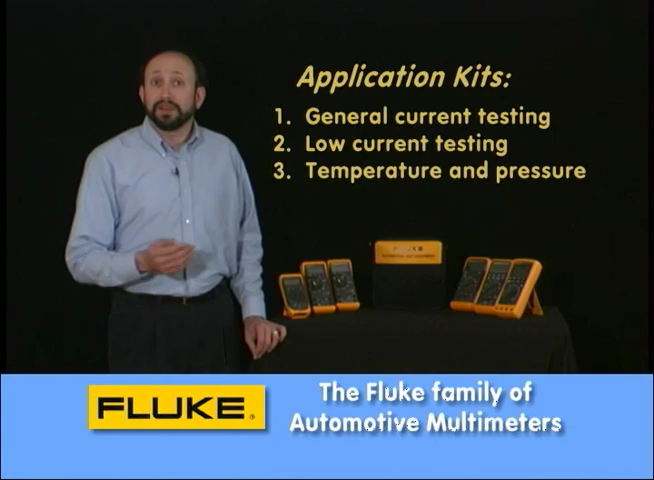 Application Kits:
1. General current testing
2. Low current testing
3. Temperature and pressure
FLUKE
FLUKE®
The Fluke family of
Automotive Multimeters